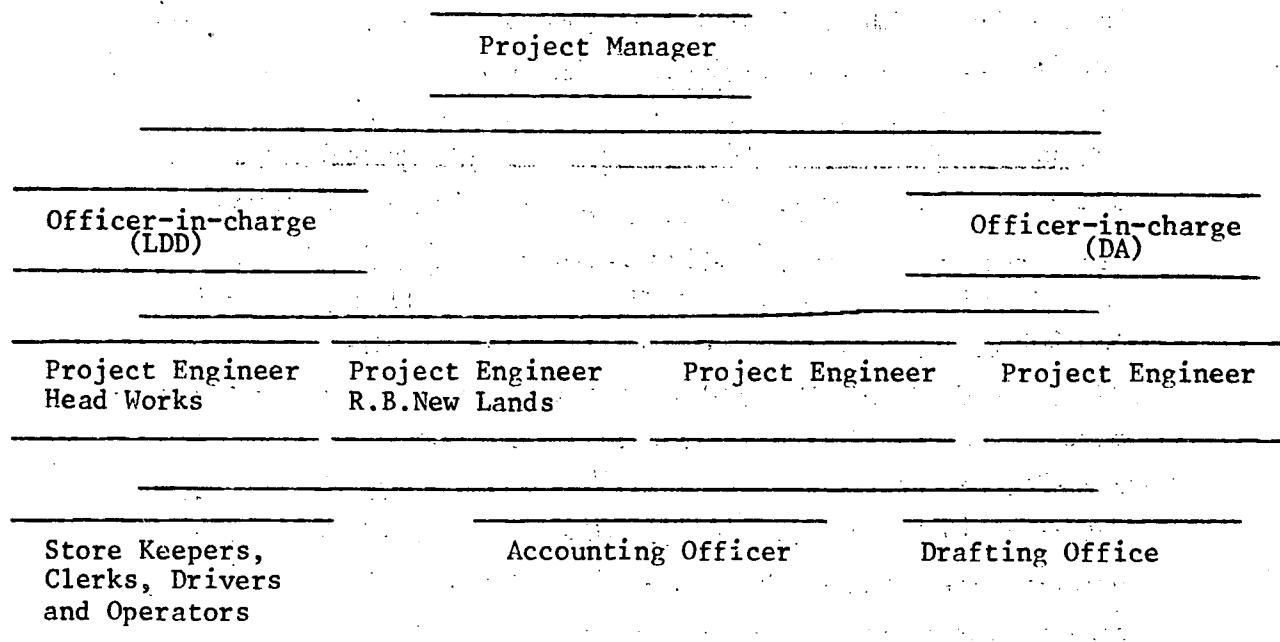 Project Manager
Officer-in-charge
(LDD)
Officer-in-charge
(DA)
Project Engineer
Head Works
Project Engineer
R.B.New Lands
Project Engineer
Project Engineer
Store Keepers,
Clerks, Drivers
and Operators
Accounting Officer
Drafting Office